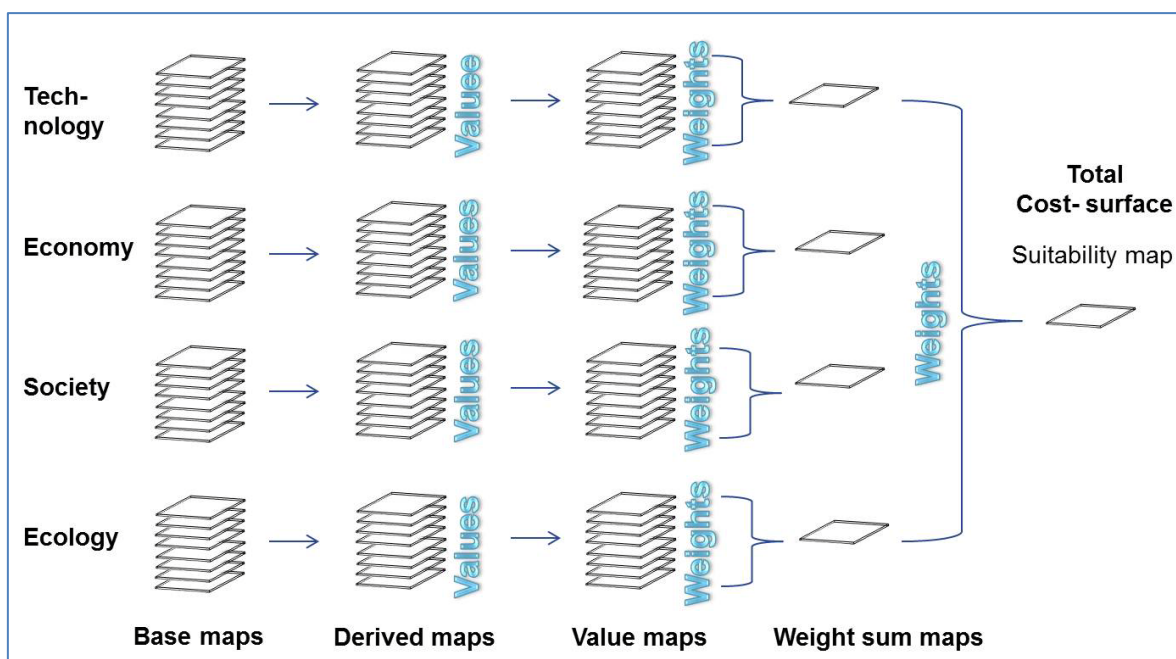 Tech-
nology
Valuee
Weights
Economy
Values
Weights
Society
Values
Weights
Ecology
Values
Weights
Weights
Total
Cost- surface
Suitability map
Base maps
Derived maps
Value maps
Weight sum maps